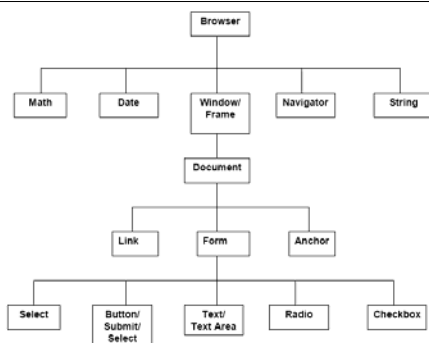 Browser
Math
Date
Window/
Frame
Navigator
String
Document
Link
Form
Anchor
Select
Button/
Submit/
Select
Text/
Text Area
Radio
Checkbox